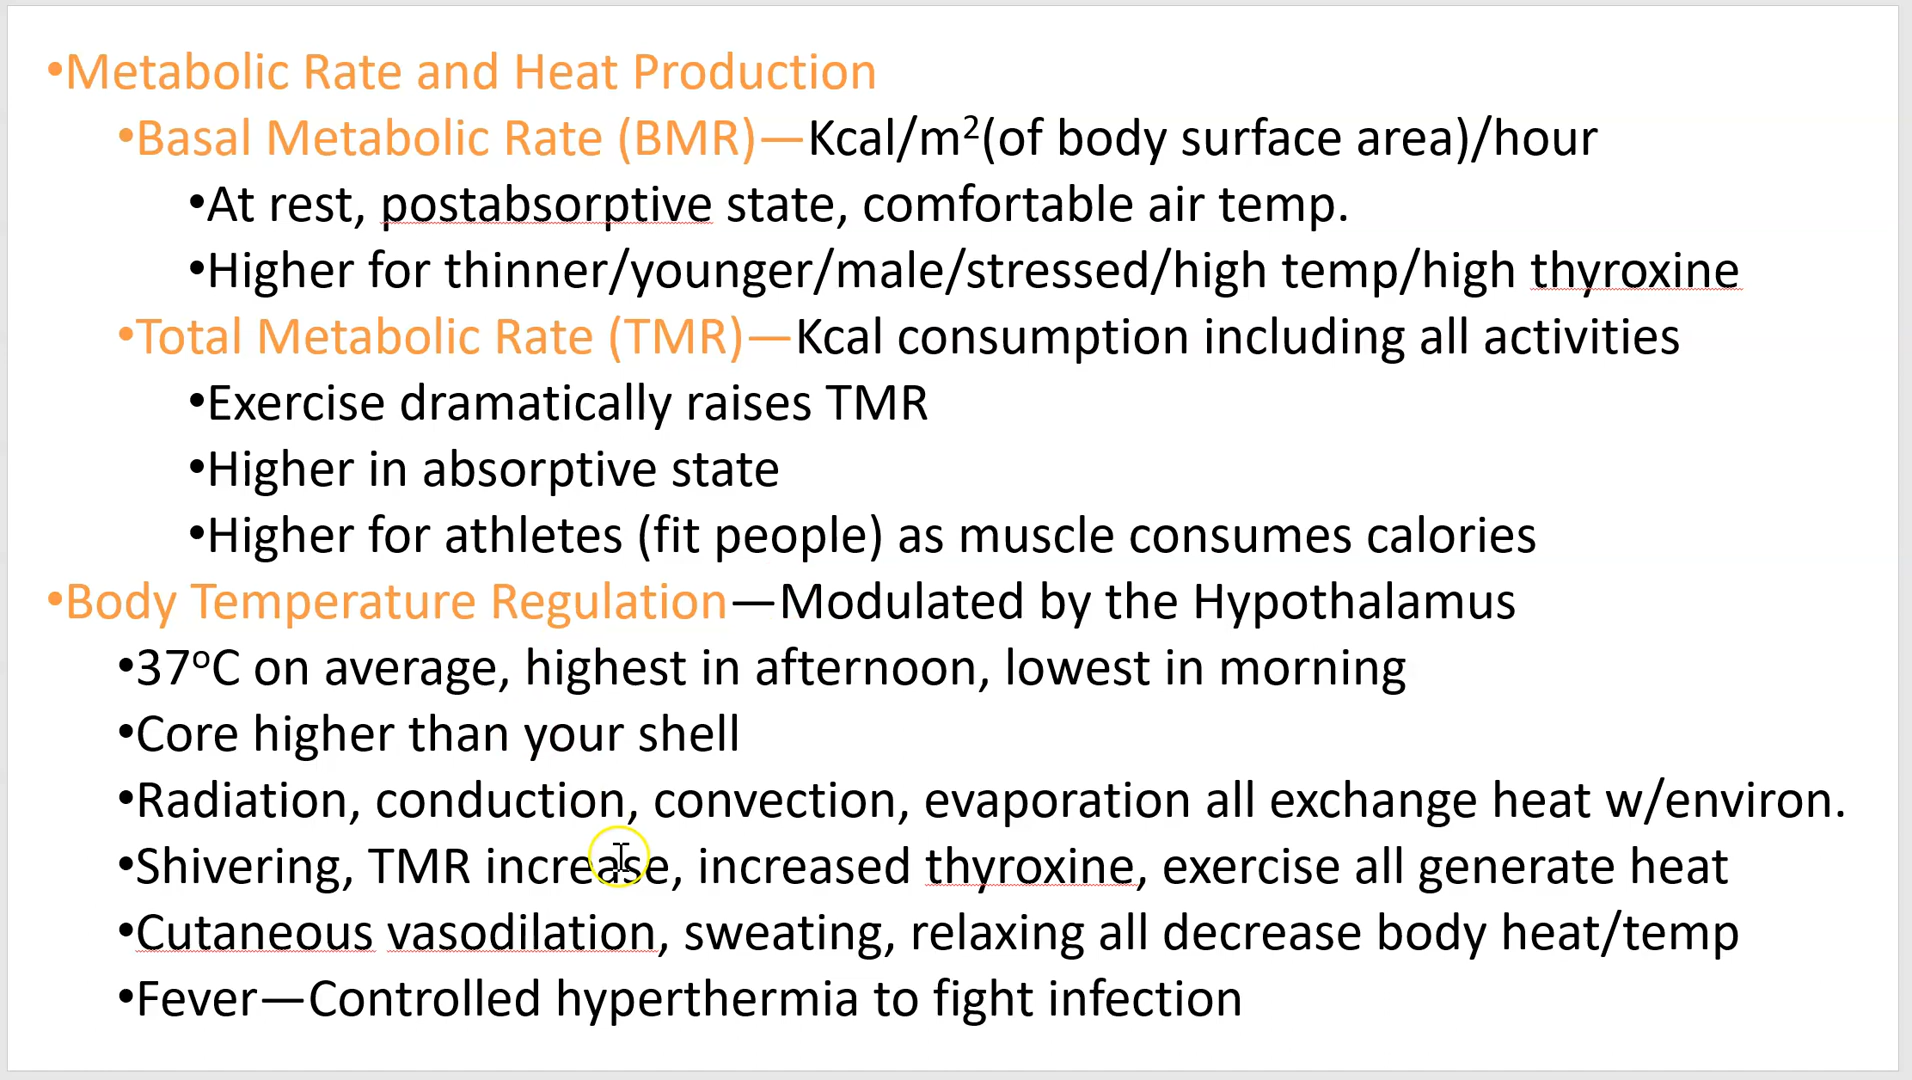 •Metabolic Rate and Heat Production
•Basal Metabolic Rate (BMR)—Kcal/m²(of body surface area)/hour
•At rest, postabsorptive state, comfortable air temp.
•Higher for thinner/younger/male/stressed/high temp/high thyroxine
•Total Metabolic Rate (TMR)—Kcal consumption including all activities
•Exercise dramatically raises TMR
•Higher in absorptive state
•Higher for athletes (fit people) as muscle consumes calories
•Body Temperature Regulation—Modulated by the Hypothalamus
•37ºC on average, highest in afternoon, lowest in morning
•Core higher than your shell
•Radiation, conduction, convection, evaporation all exchange heat w/environ.
•Shivering, TMR increase, increased thyroxine, exercise all generate heat
•Cutaneous vasodilation, sweating, relaxing all decrease body heat/temp
•Fever—Controlled hyperthermia to fight infection